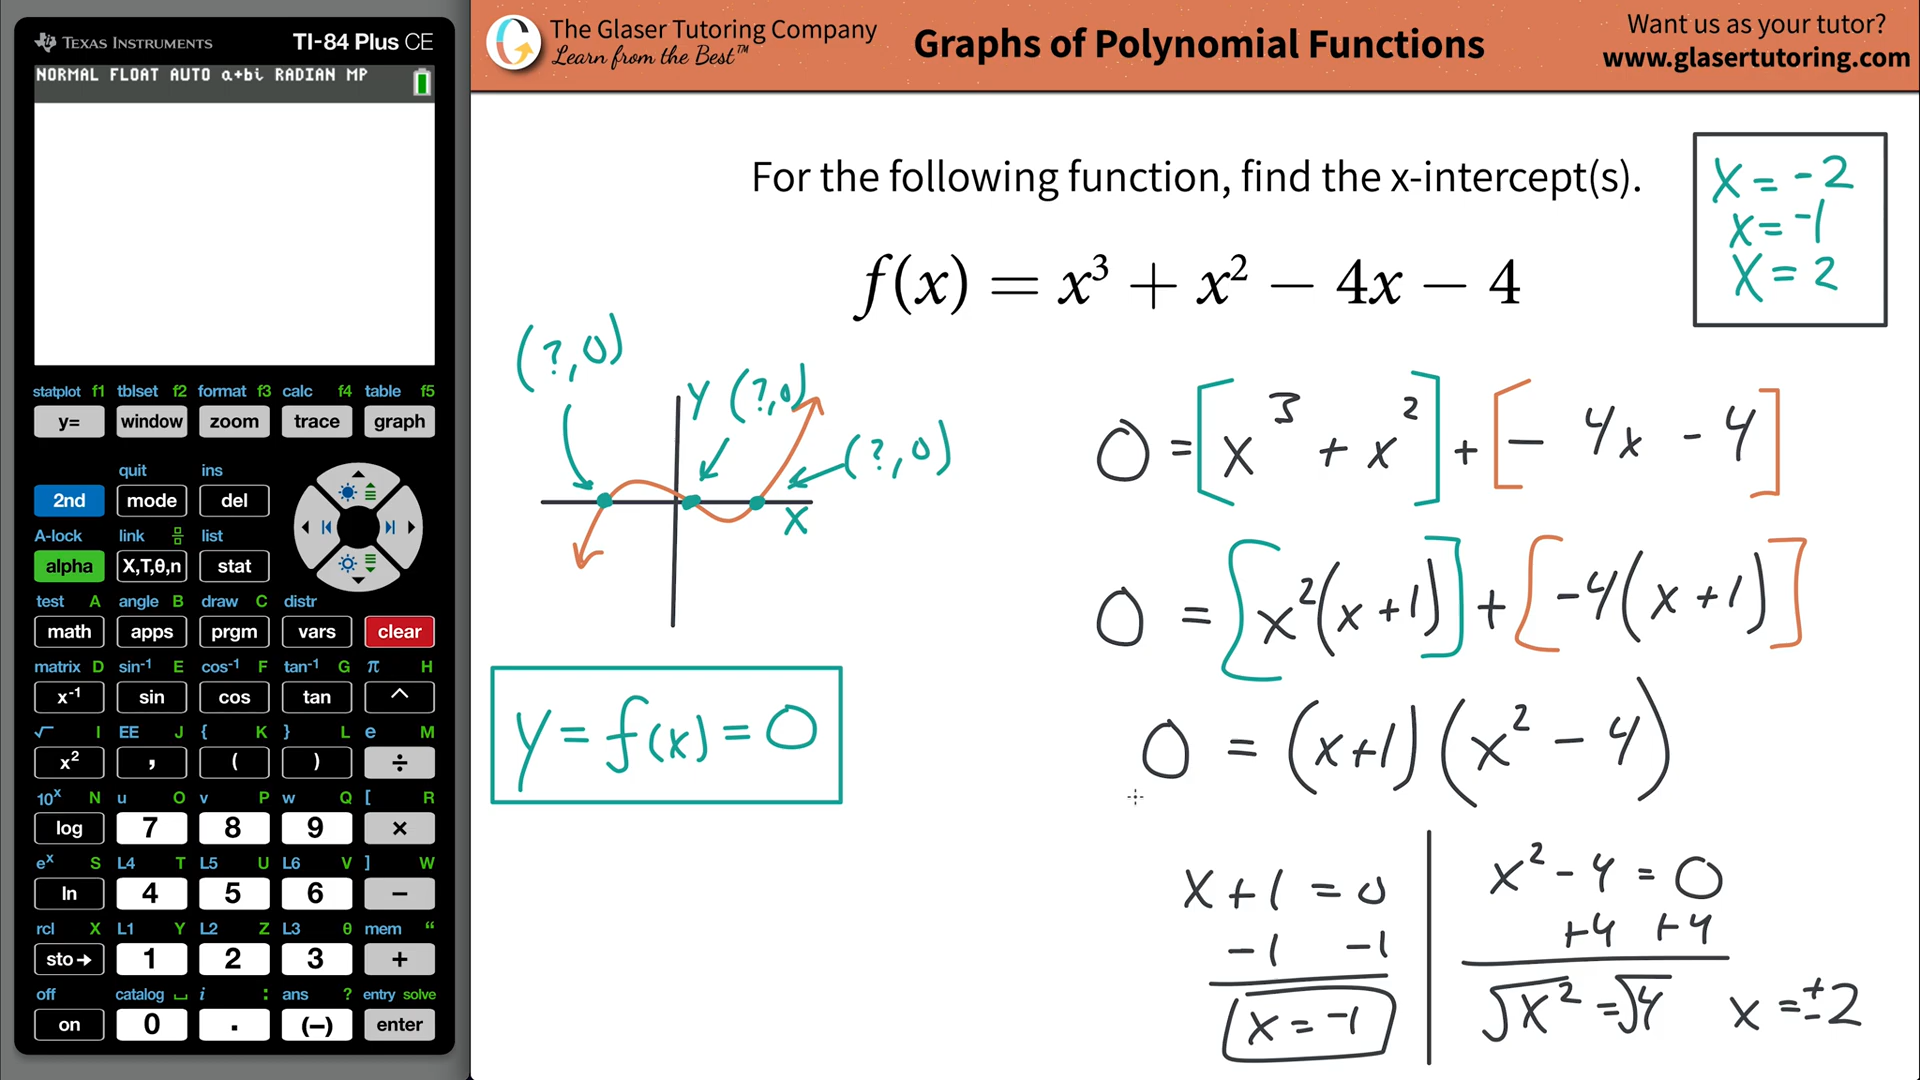 TEXAS INSTRUMENTS TI-84 Plus CE
NORMAL FLOAT AUTO a+bi RADIAN MP
statplot f1 tblset f2 format f3 calc f4 table f5
y= window zoom trace graph
quit ins
2nd mode del
A-lock link list
alpha X,T,θ,n stat
test A angle B draw C distr
math apps prgm vars clear
matrix D sin⁻¹ E cos⁻¹ F tan⁻¹ G π H
x⁻¹ sin cos tan ^
√ I EE J { K } L e M
x² , ( ) ÷
10ˣ N u O v P w Q [ R
log 7 8 9 ×
eˣ S L4 T L5 U L6 V ] W
ln 4 5 6 −
rcl X L1 Y L2 Z L3 θ mem “
sto→ 1 2 3 +
off catalog ␣ i : ans ? entry solve
on 0 . (−) enter
The Glaser Tutoring Company
Learn from the Best™
Graphs of Polynomial Functions
Want us as your tutor?
www.glasertutoring.com
For the following function, find the x-intercept(s).
f(x) = x³ + x² − 4x − 4
x = -2
x = -1
x = 2
(?,0)
y (?,0)
(?,0)
x
y = f(x) = 0
0 = [x³ + x²] + [− 4x - 4]
0 = [x²(x+1)] + [-4(x+1)]
0 = (x+1)(x² - 4)
x + 1 = 0
-1 -1
x = -1
x² - 4 = 0
+4 +4
√x² = √4 x = ±2